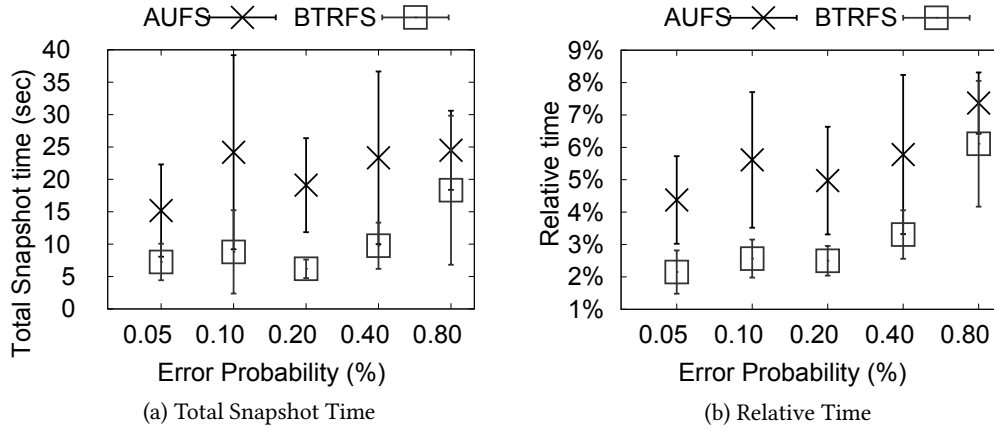 AUFS BTRFS
Total Snapshot time (sec)
40
35
30
25
20
15
10
5
0
0.05 0.10 0.20 0.40 0.80
Error Probability (%)
(a) Total Snapshot Time
AUFS BTRFS
Relative time
9%
8%
7%
6%
5%
4%
3%
2%
1%
0.05 0.10 0.20 0.40 0.80
Error Probability (%)
(b) Relative Time